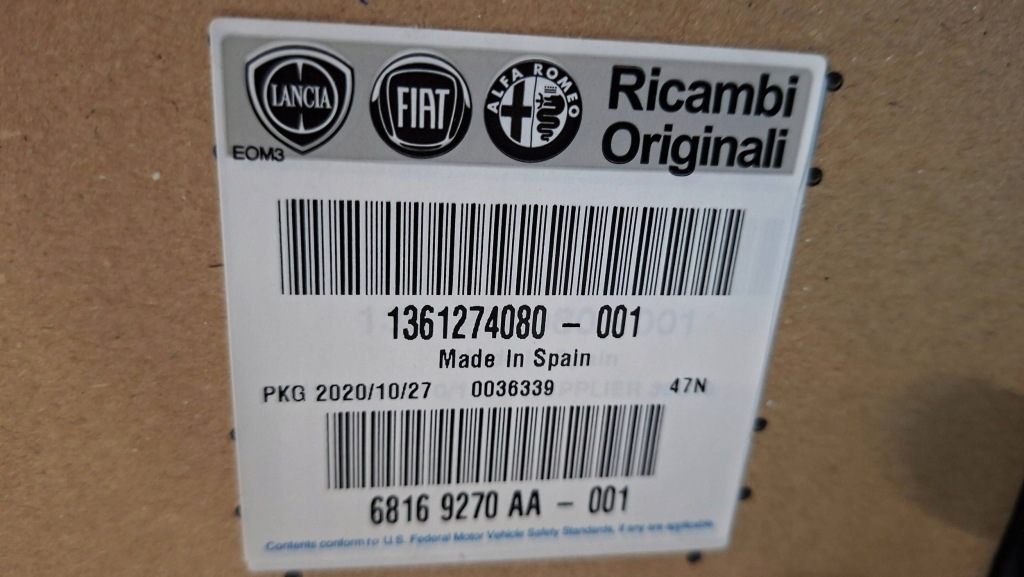 LANCIA
FIAT
ALFA ROMEO
Ricambi
Originali
EOM3
1361274080 - 001
Made In Spain
PKG 2020/10/27 0036339 47N
6816 9270 AA - 001
Contents conform to U.S. Federal Motor Vehicle Safety Standards, if any are applicable.